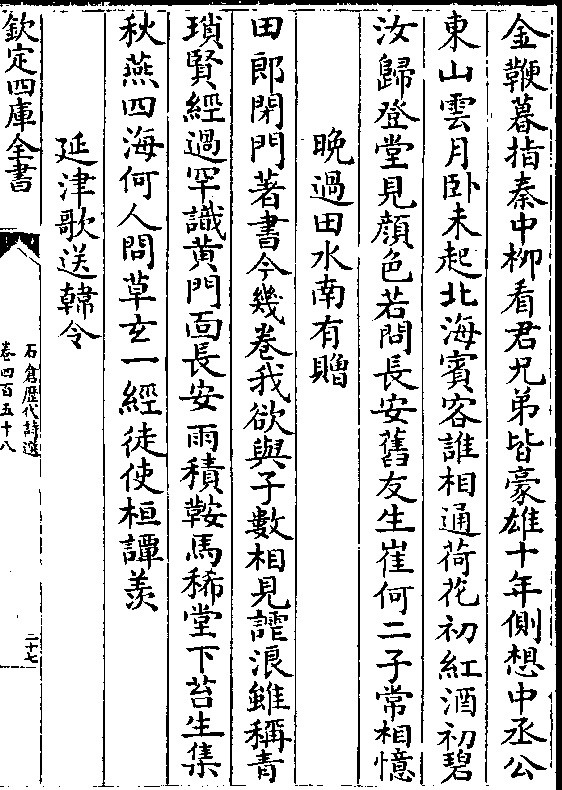 金鞭暮指秦中栁看君兄弟皆豪雄十年側想中丞公
東山雲月卧未起北海賓客誰相通荷花初紅酒初碧
汝歸登堂見顔色若問長安舊友生崔何二子常相憶
晩過田水南有贈
田郎閉門著書今幾卷我欲與子數相見謔浪雖稱青
瑣賢經過罕識黄門面長安雨積鞍馬稀堂下苔生集
秋燕四海何人問草玄一經徒使桓譚羨
延津歌送韓令
欽定四庫全書
石倉歴代詩選
卷四百五十八
二十七